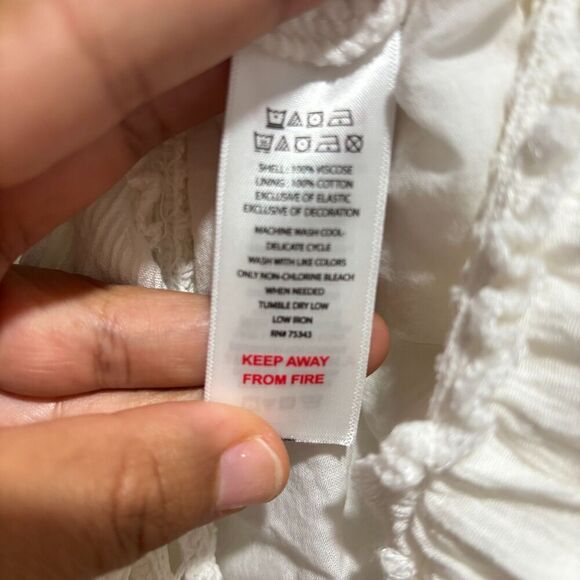 SHELL : 100% VISCOSE
LINING : 100% COTTON
EXCLUSIVE OF ELASTIC
EXCLUSIVE OF DECORATION
MACHINE WASH COOL-
DELICATE CYCLE
WASH WITH LIKE COLORS
ONLY NON-CHLORINE BLEACH
WHEN NEEDED
TUMBLE DRY LOW
LOW IRON
RN# 75343
KEEP AWAY
FROM FIRE